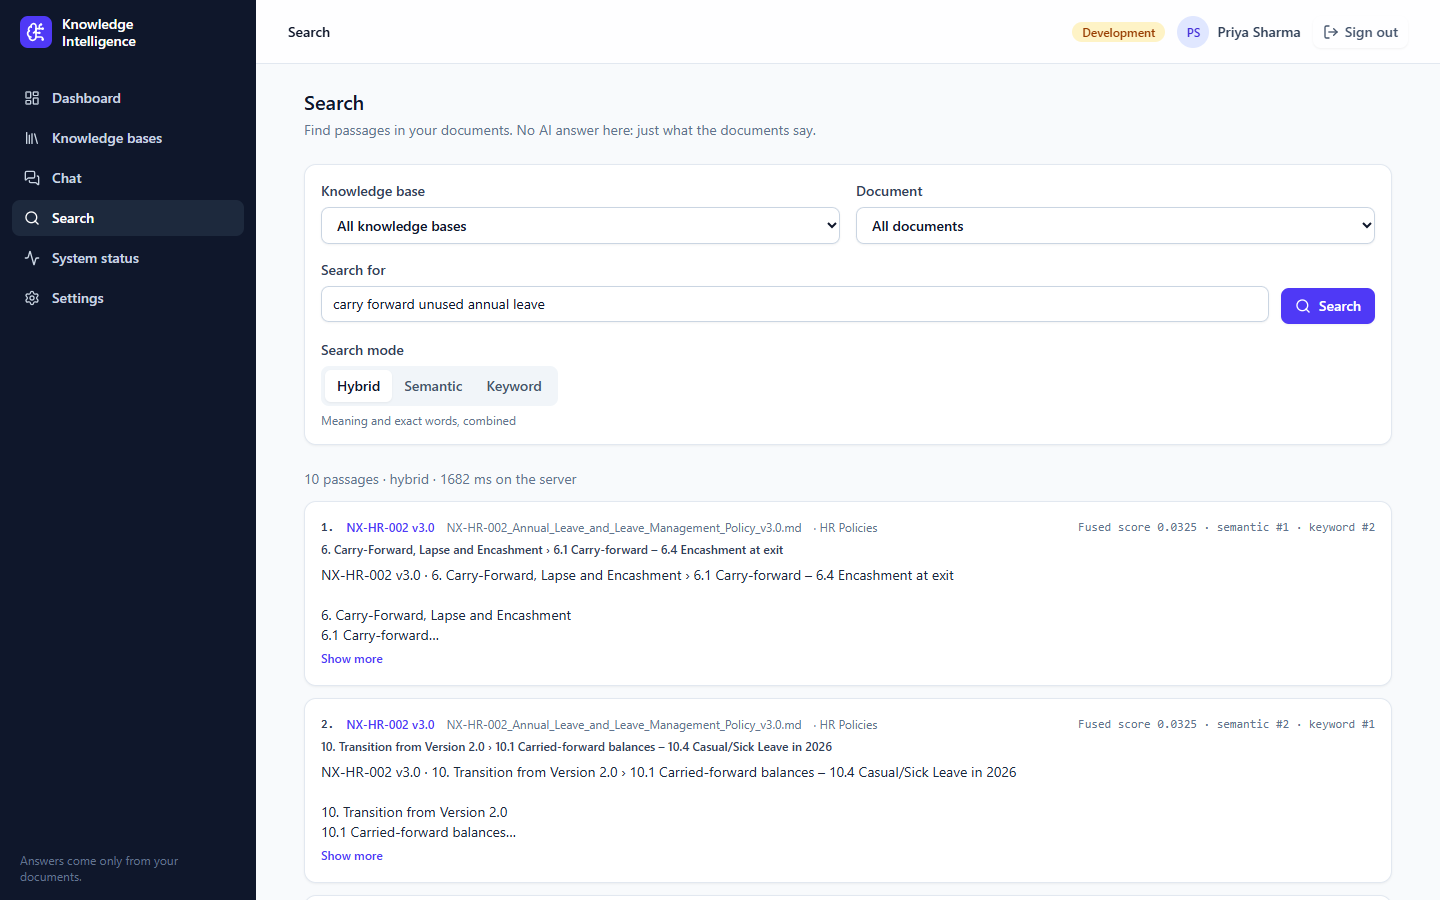 Knowledge
Intelligence
Dashboard
Knowledge bases
Chat
Search
System status
Settings
Answers come only from your
documents.
Search
Development
PS
Priya Sharma
Sign out
Search
Find passages in your documents. No AI answer here: just what the documents say.
Knowledge base
Document
All knowledge bases
All documents
Search for
carry forward unused annual leave
Search
Search mode
Hybrid
Semantic
Keyword
Meaning and exact words, combined
10 passages · hybrid · 1682 ms on the server
1. NX-HR-002 v3.0 NX-HR-002_Annual_Leave_and_Leave_Management_Policy_v3.0.md · HR Policies Fused score 0.0325 · semantic #1 · keyword #2
6. Carry-Forward, Lapse and Encashment › 6.1 Carry-forward – 6.4 Encashment at exit
NX-HR-002 v3.0 · 6. Carry-Forward, Lapse and Encashment › 6.1 Carry-forward – 6.4 Encashment at exit
6. Carry-Forward, Lapse and Encashment
6.1 Carry-forward...
Show more
2. NX-HR-002 v3.0 NX-HR-002_Annual_Leave_and_Leave_Management_Policy_v3.0.md · HR Policies Fused score 0.0325 · semantic #2 · keyword #1
10. Transition from Version 2.0 › 10.1 Carried-forward balances – 10.4 Casual/Sick Leave in 2026
NX-HR-002 v3.0 · 10. Transition from Version 2.0 › 10.1 Carried-forward balances – 10.4 Casual/Sick Leave in 2026
10. Transition from Version 2.0
10.1 Carried-forward balances...
Show more